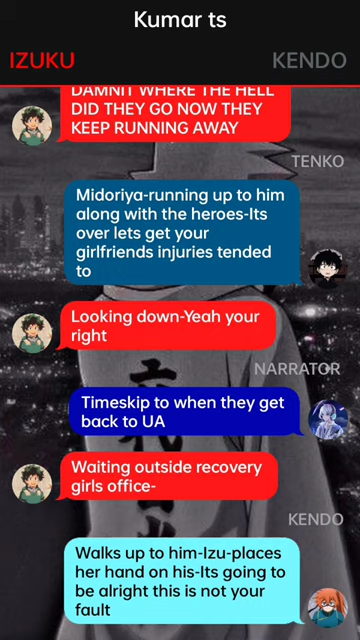 Kumar ts
IZUKU
KENDO
DAMNIT WHERE THE HELL
DID THEY GO NOW THEY
KEEP RUNNING AWAY
TENKO
Midoriya-running up to him
along with the heroes-Its
over lets get your
girlfriends injuries tended
to
Looking down-Yeah your
right
NARRATOR
Timeskip to when they get
back to UA
Waiting outside recovery
girls office-
KENDO
Walks up to him-Izu-places
her hand on his-Its going to
be alright this is not your
fault